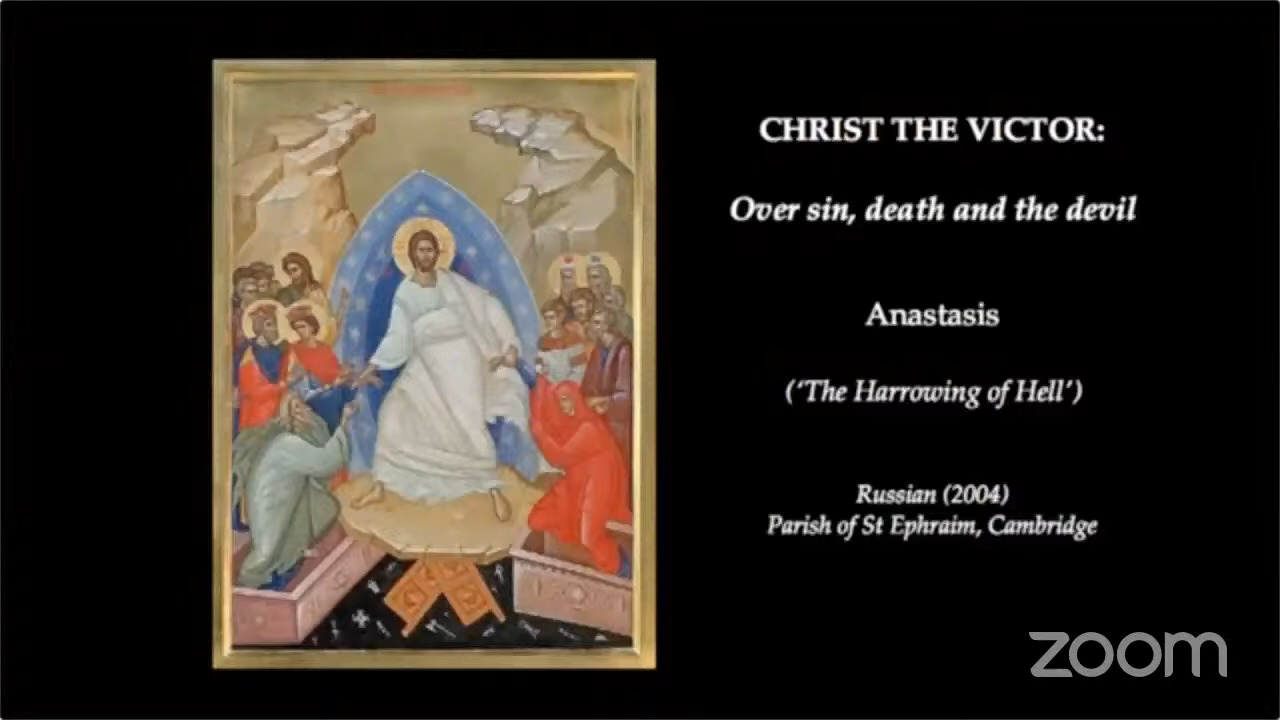 CHRIST THE VICTOR:
Over sin, death and the devil
Anastasis
('The Harrowing of Hell')
Russian (2004)
Parish of St Ephraim, Cambridge
zoom